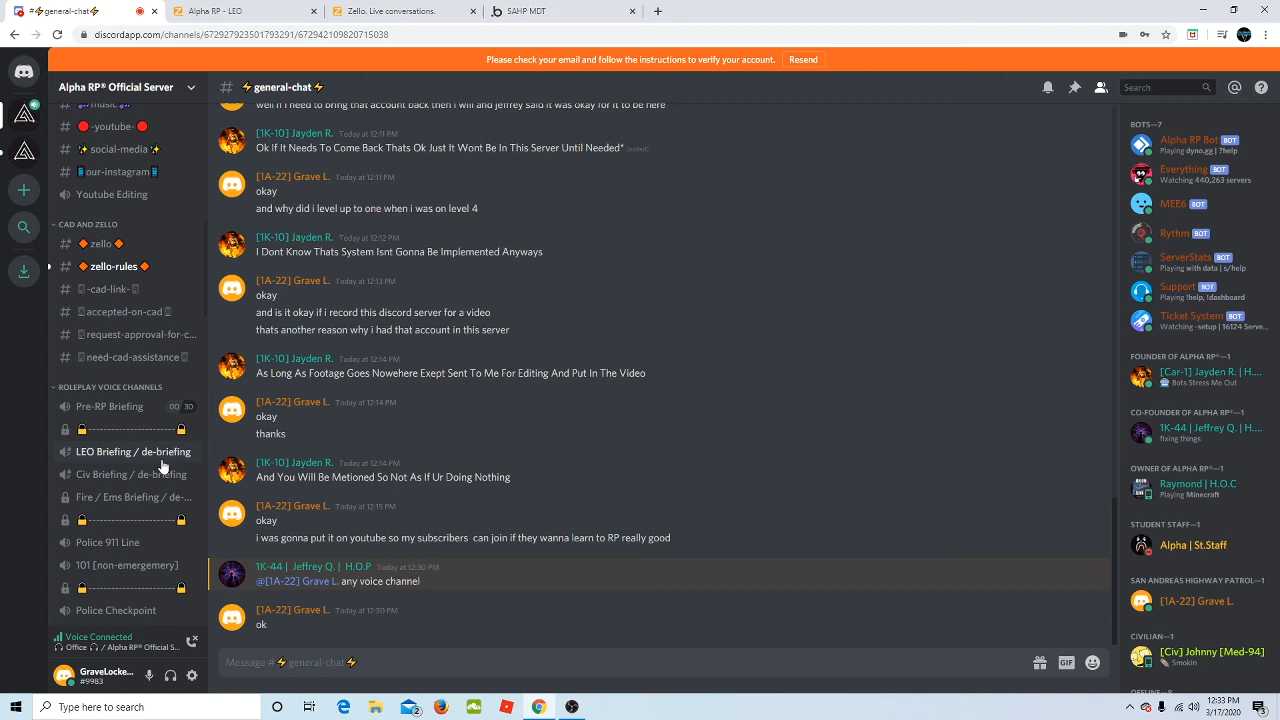 #⚡general-chat⚡
Alpha RP - LEO
Zello. Live conversations.
SAHP MDT
discordapp.com/channels/672927923501793291/672942109820715038
Please check your email and follow the instructions to verify your account.
Resend
Alpha RP® Official Server
# ⚡general-chat⚡
Search
music
-youtube-
social-media
our-instagram
Youtube Editing
CAD AND ZELLO
zello
zello-rules
-cad-link-
accepted-on-cad
request-approval-for-c...
need-cad-assistance
ROLEPLAY VOICE CHANNELS
Pre-RP Briefing 00 30
--------------------
LEO Briefing / de-briefing
Civ Briefing / de-briefing
Fire / Ems Briefing / de-...
--------------------
Police 911 Line
101 [non-emergemery]
--------------------
Police Checkpoint
Voice Connected
Office / Alpha RP® Official S...
GraveLocke...
#9983
well if i need to bring that account back then i will and jeffrey said it was okay for it to be here
[1K-10] Jayden R. Today at 12:11 PM
Ok If It Needs To Come Back Thats Ok Just It Wont Be In This Server Until Needed* (edited)
[1A-22] Grave L. Today at 12:11 PM
okay
and why did i level up to one when i was on level 4
[1K-10] Jayden R. Today at 12:12 PM
I Dont Know Thats System Isnt Gonna Be Implemented Anyways
[1A-22] Grave L. Today at 12:13 PM
okay
and is it okay if i record this discord server for a video
thats another reason why i had that account in this server
[1K-10] Jayden R. Today at 12:14 PM
As Long As Footage Goes Nowhere Exept Sent To Me For Editing And Put In The Video
[1A-22] Grave L. Today at 12:14 PM
okay
thanks
[1K-10] Jayden R. Today at 12:14 PM
And You Will Be Metioned So Not As If Ur Doing Nothing
[1A-22] Grave L. Today at 12:15 PM
okay
i was gonna put it on youtube so my subscribers can join if they wanna learn to RP really good
1K-44 | Jeffrey Q. | H.O.P Today at 12:30 PM
@[1A-22] Grave L. any voice channel
[1A-22] Grave L. Today at 12:30 PM
ok
Message #⚡general-chat⚡
GIF
BOTS—7
Alpha RP Bot BOT
Playing dyno.gg | ?help
Everything BOT
Watching 440,263 servers
MEE6 BOT
Rythm BOT
ServerStats BOT
Playing with data | s/help
Support BOT
Playing !help, !dashboard
Ticket System BOT
Watching -setup | 16124 Serve...
FOUNDER OF ALPHA RP®—1
[Car-1] Jayden R. | H....
Bots Stress Me Out
CO-FOUNDER OF ALPHA RP®—1
1K-44 | Jeffrey Q. | H....
fixing things
OWNER OF ALPHA RP®—1
Raymond | H.O.C
Playing Minecraft
STUDENT STAFF—1
Alpha | St.Staff
SAN ANDREAS HIGHWAY PATROL—1
[1A-22] Grave L.
CIVILIAN—1
[Civ] Johnny [Med-94]
Smokin
OFFLINE—8
Type here to search
2
12:33 PM
3/17/2020